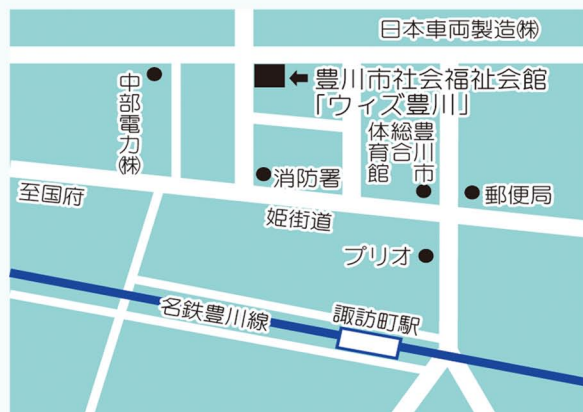 日本車両製造㈱
豊川市社会福祉会館
「ウィズ豊川」
中部電力㈱
豊川市
総合
体育館
消防署
郵便局
至国府
姫街道
プリオ
名鉄豊川線
諏訪町駅